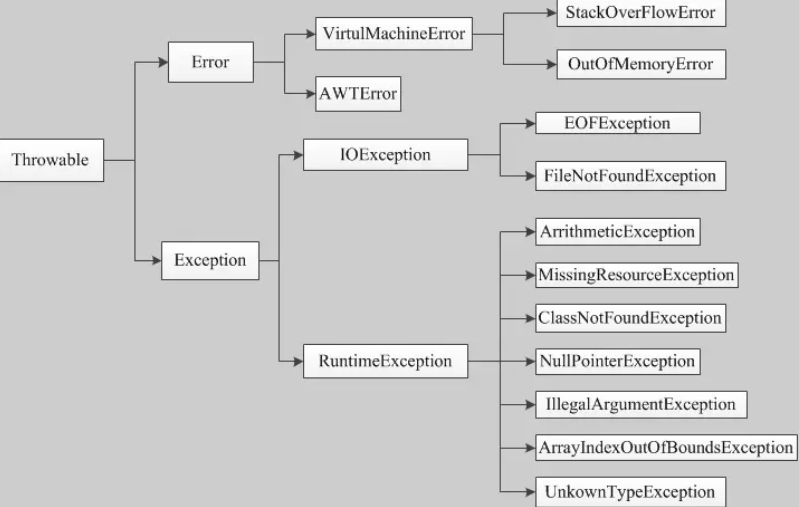 Throwable
Error
VirtulMachineError
StackOverFlowError
OutOfMemoryError
AWTError
Exception
IOException
EOFException
FileNotFoundException
RuntimeException
ArrithmeticException
MissingResourceException
ClassNotFoundException
NullPointerException
IllegalArgumentException
ArrayIndexOutOfBoundsException
UnkownTypeException